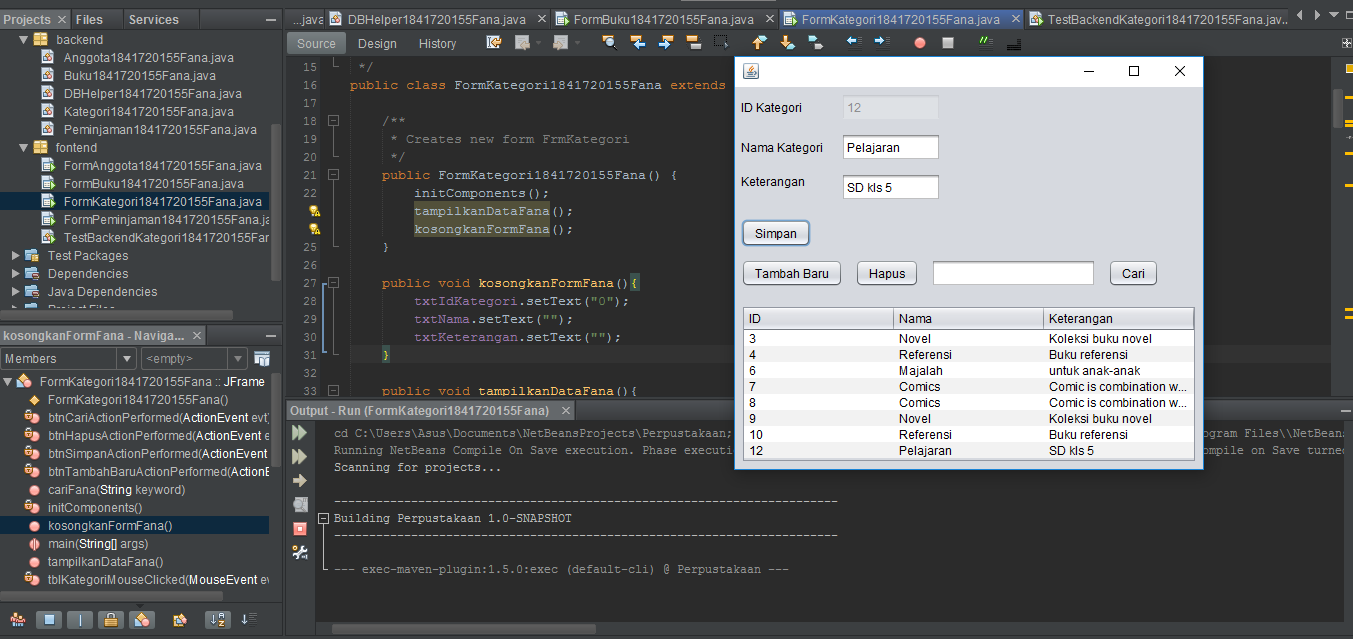 Projects
Files
Services
backend
Anggota1841720155Fana.java
Buku1841720155Fana.java
DBHelper1841720155Fana.java
Kategori1841720155Fana.java
Peminjaman1841720155Fana.java
fontend
FormAnggota1841720155Fana.java
FormBuku1841720155Fana.java
FormKategori1841720155Fana.java
FormPeminjaman1841720155Fana.ja
TestBackendKategori1841720155Far
Test Packages
Dependencies
Java Dependencies
kosongkanFormFana - Naviga...
Members
<empty>
FormKategori1841720155Fana :: JFrame
FormKategori1841720155Fana()
btnCariActionPerformed(ActionEvent evt)
btnHapusActionPerformed(ActionEvent e
btnSimpanActionPerformed(ActionEvent
btnTambahBaruActionPerformed(ActionE
cariFana(String keyword)
initComponents()
kosongkanFormFana()
main(String[] args)
tampilkanDataFana()
tblKategoriMouseClicked(MouseEvent ev
...java
DBHelper1841720155Fana.java
FormBuku1841720155Fana.java
FormKategori1841720155Fana.java
TestBackendKategori1841720155Fana.jav...
Source
Design
History
15 */
16 public class FormKategori1841720155Fana extends
17
18 /**
19 * Creates new form FrmKategori
20 */
21 public FormKategori1841720155Fana() {
22 initComponents();
tampilkanDataFana();
kosongkanFormFana();
25 }
26
27 public void kosongkanFormFana(){
28 txtIdKategori.setText("0");
29 txtNama.setText("");
30 txtKeterangan.setText("");
31 }
32
33 public void tampilkanDataFana(){
Output - Run (FormKategori1841720155Fana)
cd C:\Users\Asus\Documents\NetBeansProjects\Perpustakaan; ogram Files\\NetBeans
Running NetBeans Compile On Save execution. Phase executi ompile on Save turned
Scanning for projects...
------------------------------------------------------------------------
Building Perpustakaan 1.0-SNAPSHOT
------------------------------------------------------------------------
--- exec-maven-plugin:1.5.0:exec (default-cli) @ Perpustakaan ---
ID Kategori 12
Nama Kategori Pelajaran
Keterangan SD kls 5
Simpan
Tambah Baru Hapus Cari
ID Nama Keterangan
3 Novel Koleksi buku novel
4 Referensi Buku referensi
6 Majalah untuk anak-anak
7 Comics Comic is combination w...
8 Comics Comic is combination w...
9 Novel Koleksi buku novel
10 Referensi Buku referensi
12 Pelajaran SD kls 5